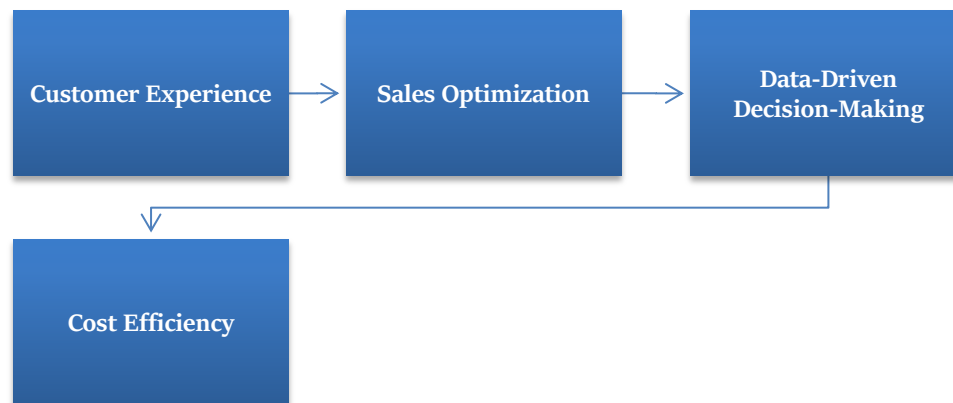 Customer Experience
Sales Optimization
Data-Driven
Decision-Making
Cost Efficiency